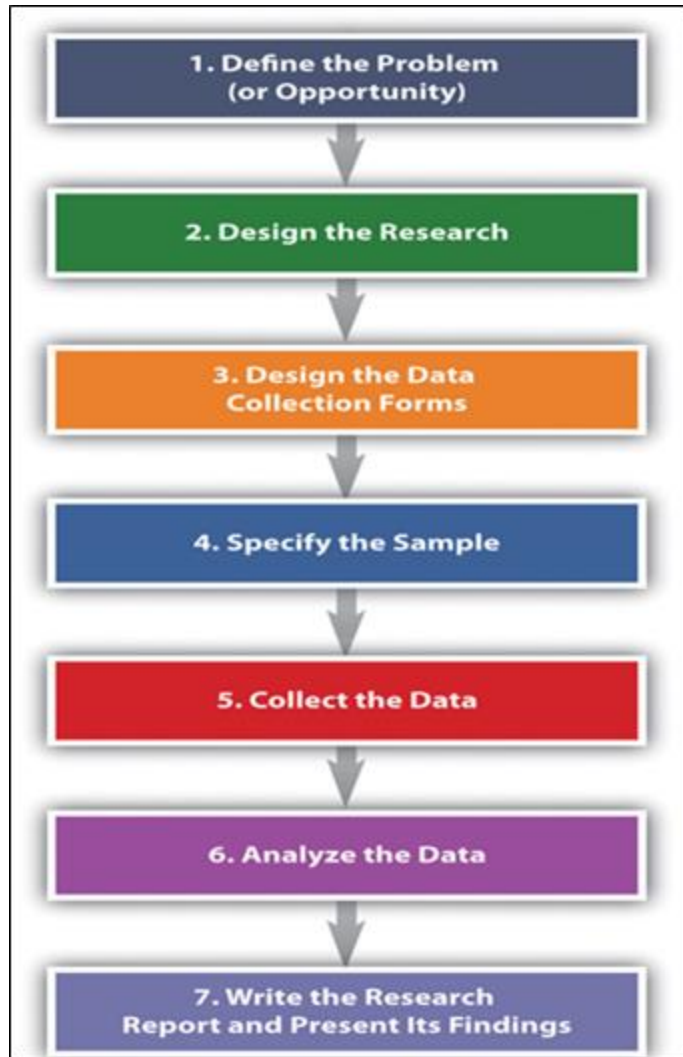 1. Define the Problem
(or Opportunity)
2. Design the Research
3. Design the Data
Collection Forms
4. Specify the Sample
5. Collect the Data
6. Analyze the Data
7. Write the Research
Report and Present Its Findings